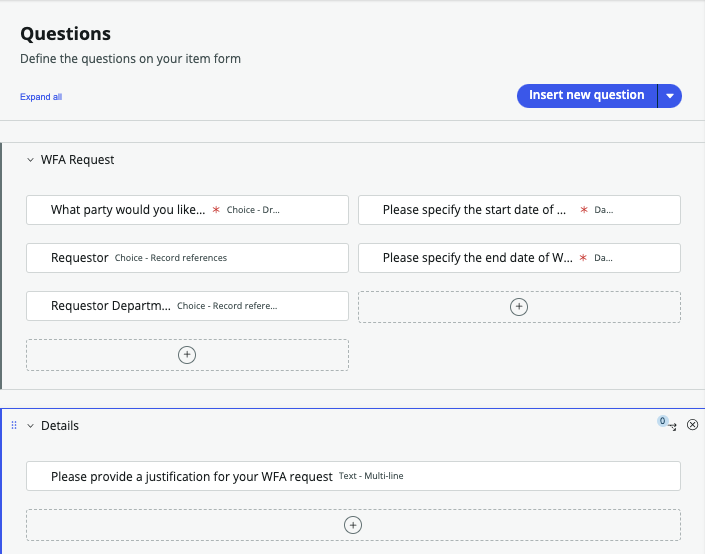 Questions
Define the questions on your item form
Expand all
Insert new question
WFA Request
What party would you like... * Choice - Dr...
Please specify the start date of ... * Da...
Requestor Choice - Record references
Please specify the end date of W... * Da...
Requestor Departm... Choice - Record refere...
Details
0
Please provide a justification for your WFA request Text - Multi-line